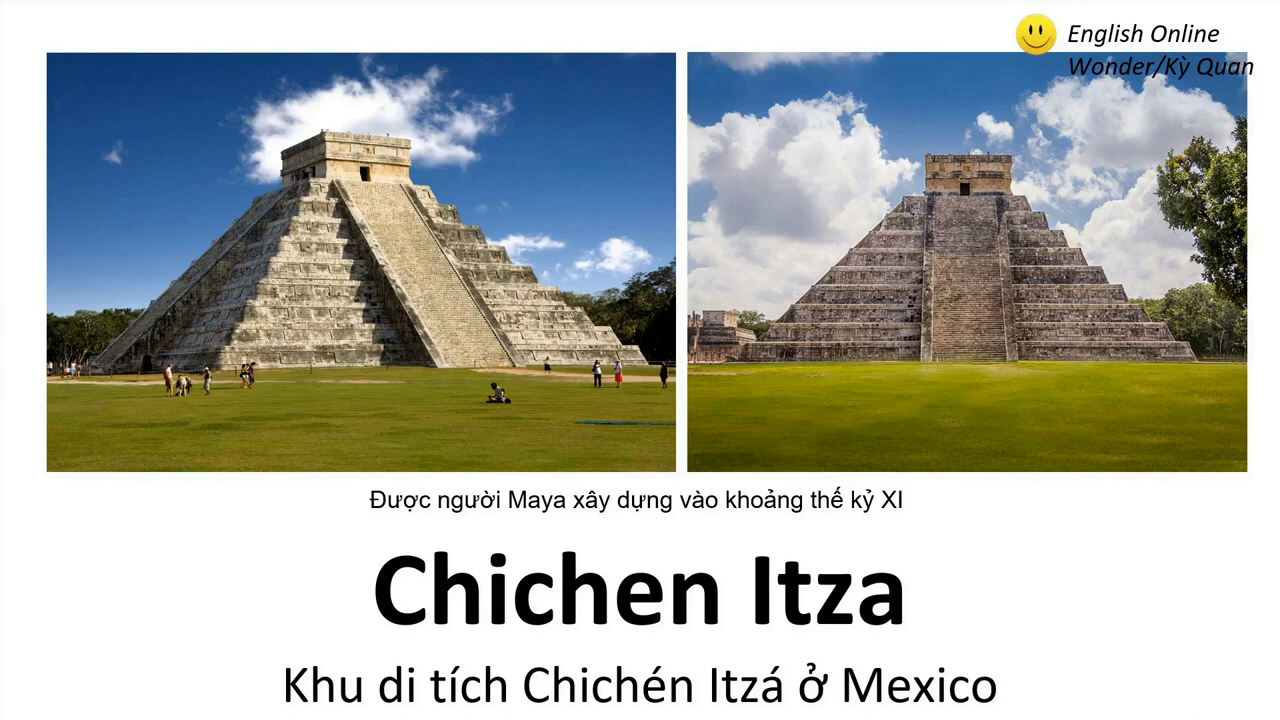 English Online
Wonder/Kỳ Quan
Được người Maya xây dựng vào khoảng thế kỷ XI
Chichen Itza
Khu di tích Chichén Itzá ở Mexico